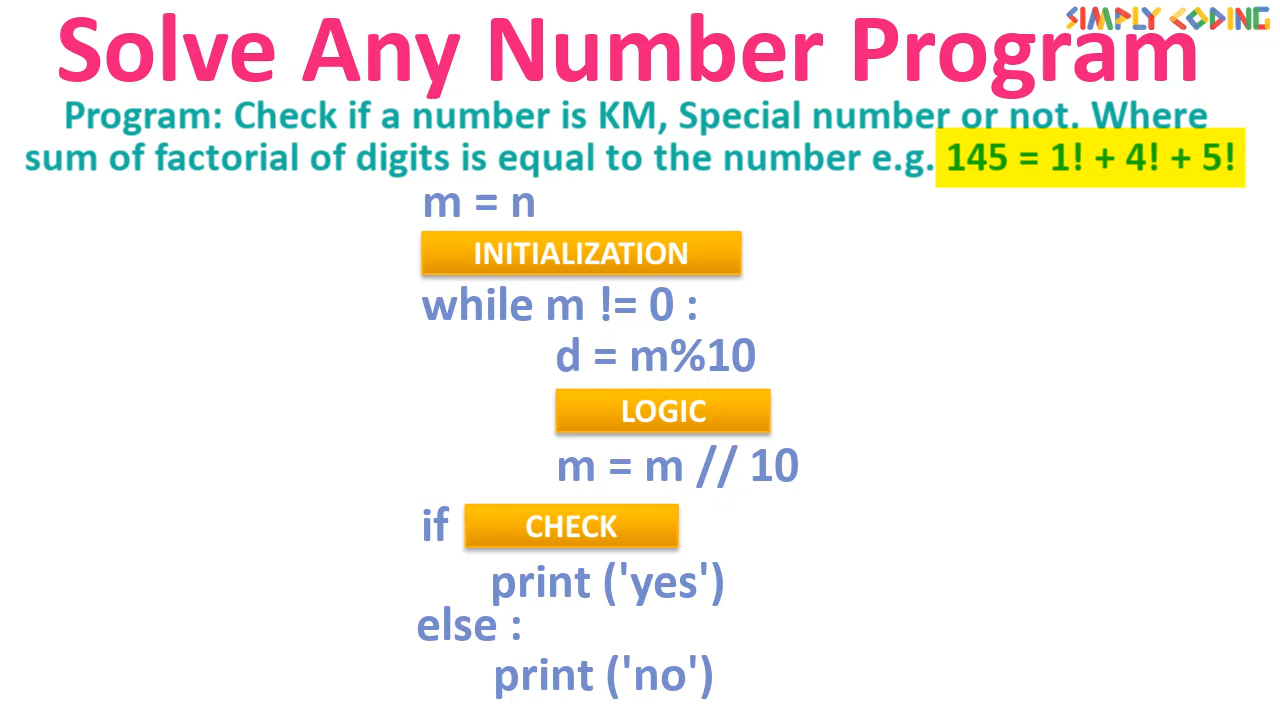 SIMPLY CODING
Solve Any Number Program
Program: Check if a number is KM, Special number or not. Where
sum of factorial of digits is equal to the number e.g. 145 = 1! + 4! + 5!
m = n
INITIALIZATION
while m != 0 :
d = m%10
LOGIC
m = m // 10
if CHECK
print ('yes')
else :
print ('no')